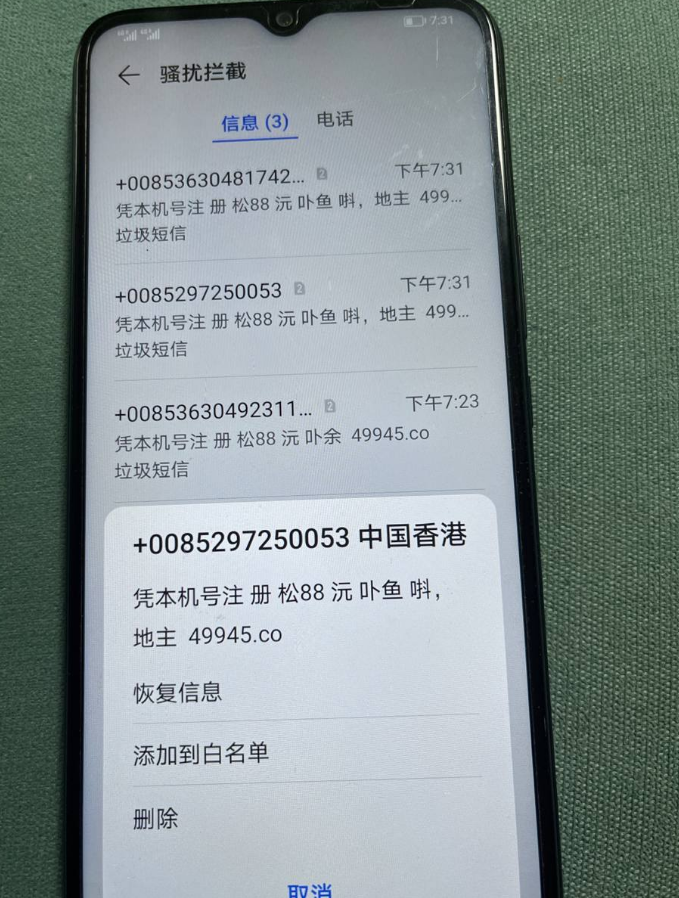 7:31
骚扰拦截
信息 (3) 电话
+00853630481742... 2 下午7:31
凭本机号注 册 松88 沅 卟鱼 唞，地主 499...
垃圾短信
+0085297250053 2 下午7:31
凭本机号注 册 松88 沅 卟鱼 唞，地主 499...
垃圾短信
+00853630492311... 2 下午7:23
凭本机号注 册 松88 沅 卟余 49945.co
垃圾短信
+0085297250053 中国香港
凭本机号注 册 松88 沅 卟鱼 唞，
地主 49945.co
恢复信息
添加到白名单
删除
取消